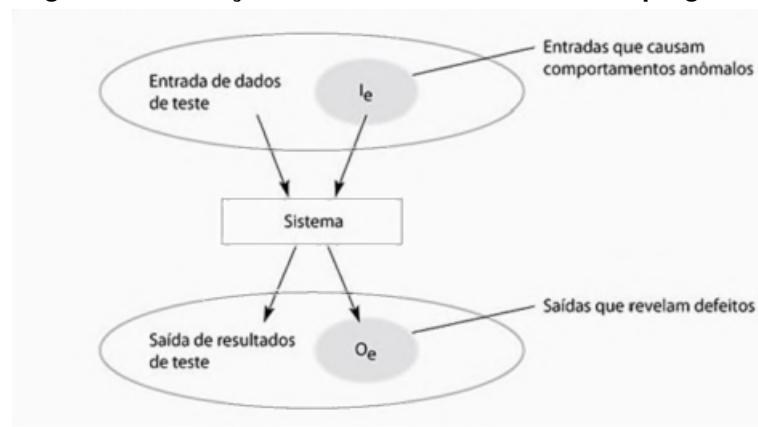 Entradas que causam
comportamentos anômalos
Entrada de dados
de teste
Ie
Sistema
Saídas que revelam defeitos
Saída de resultados
de teste
Oe